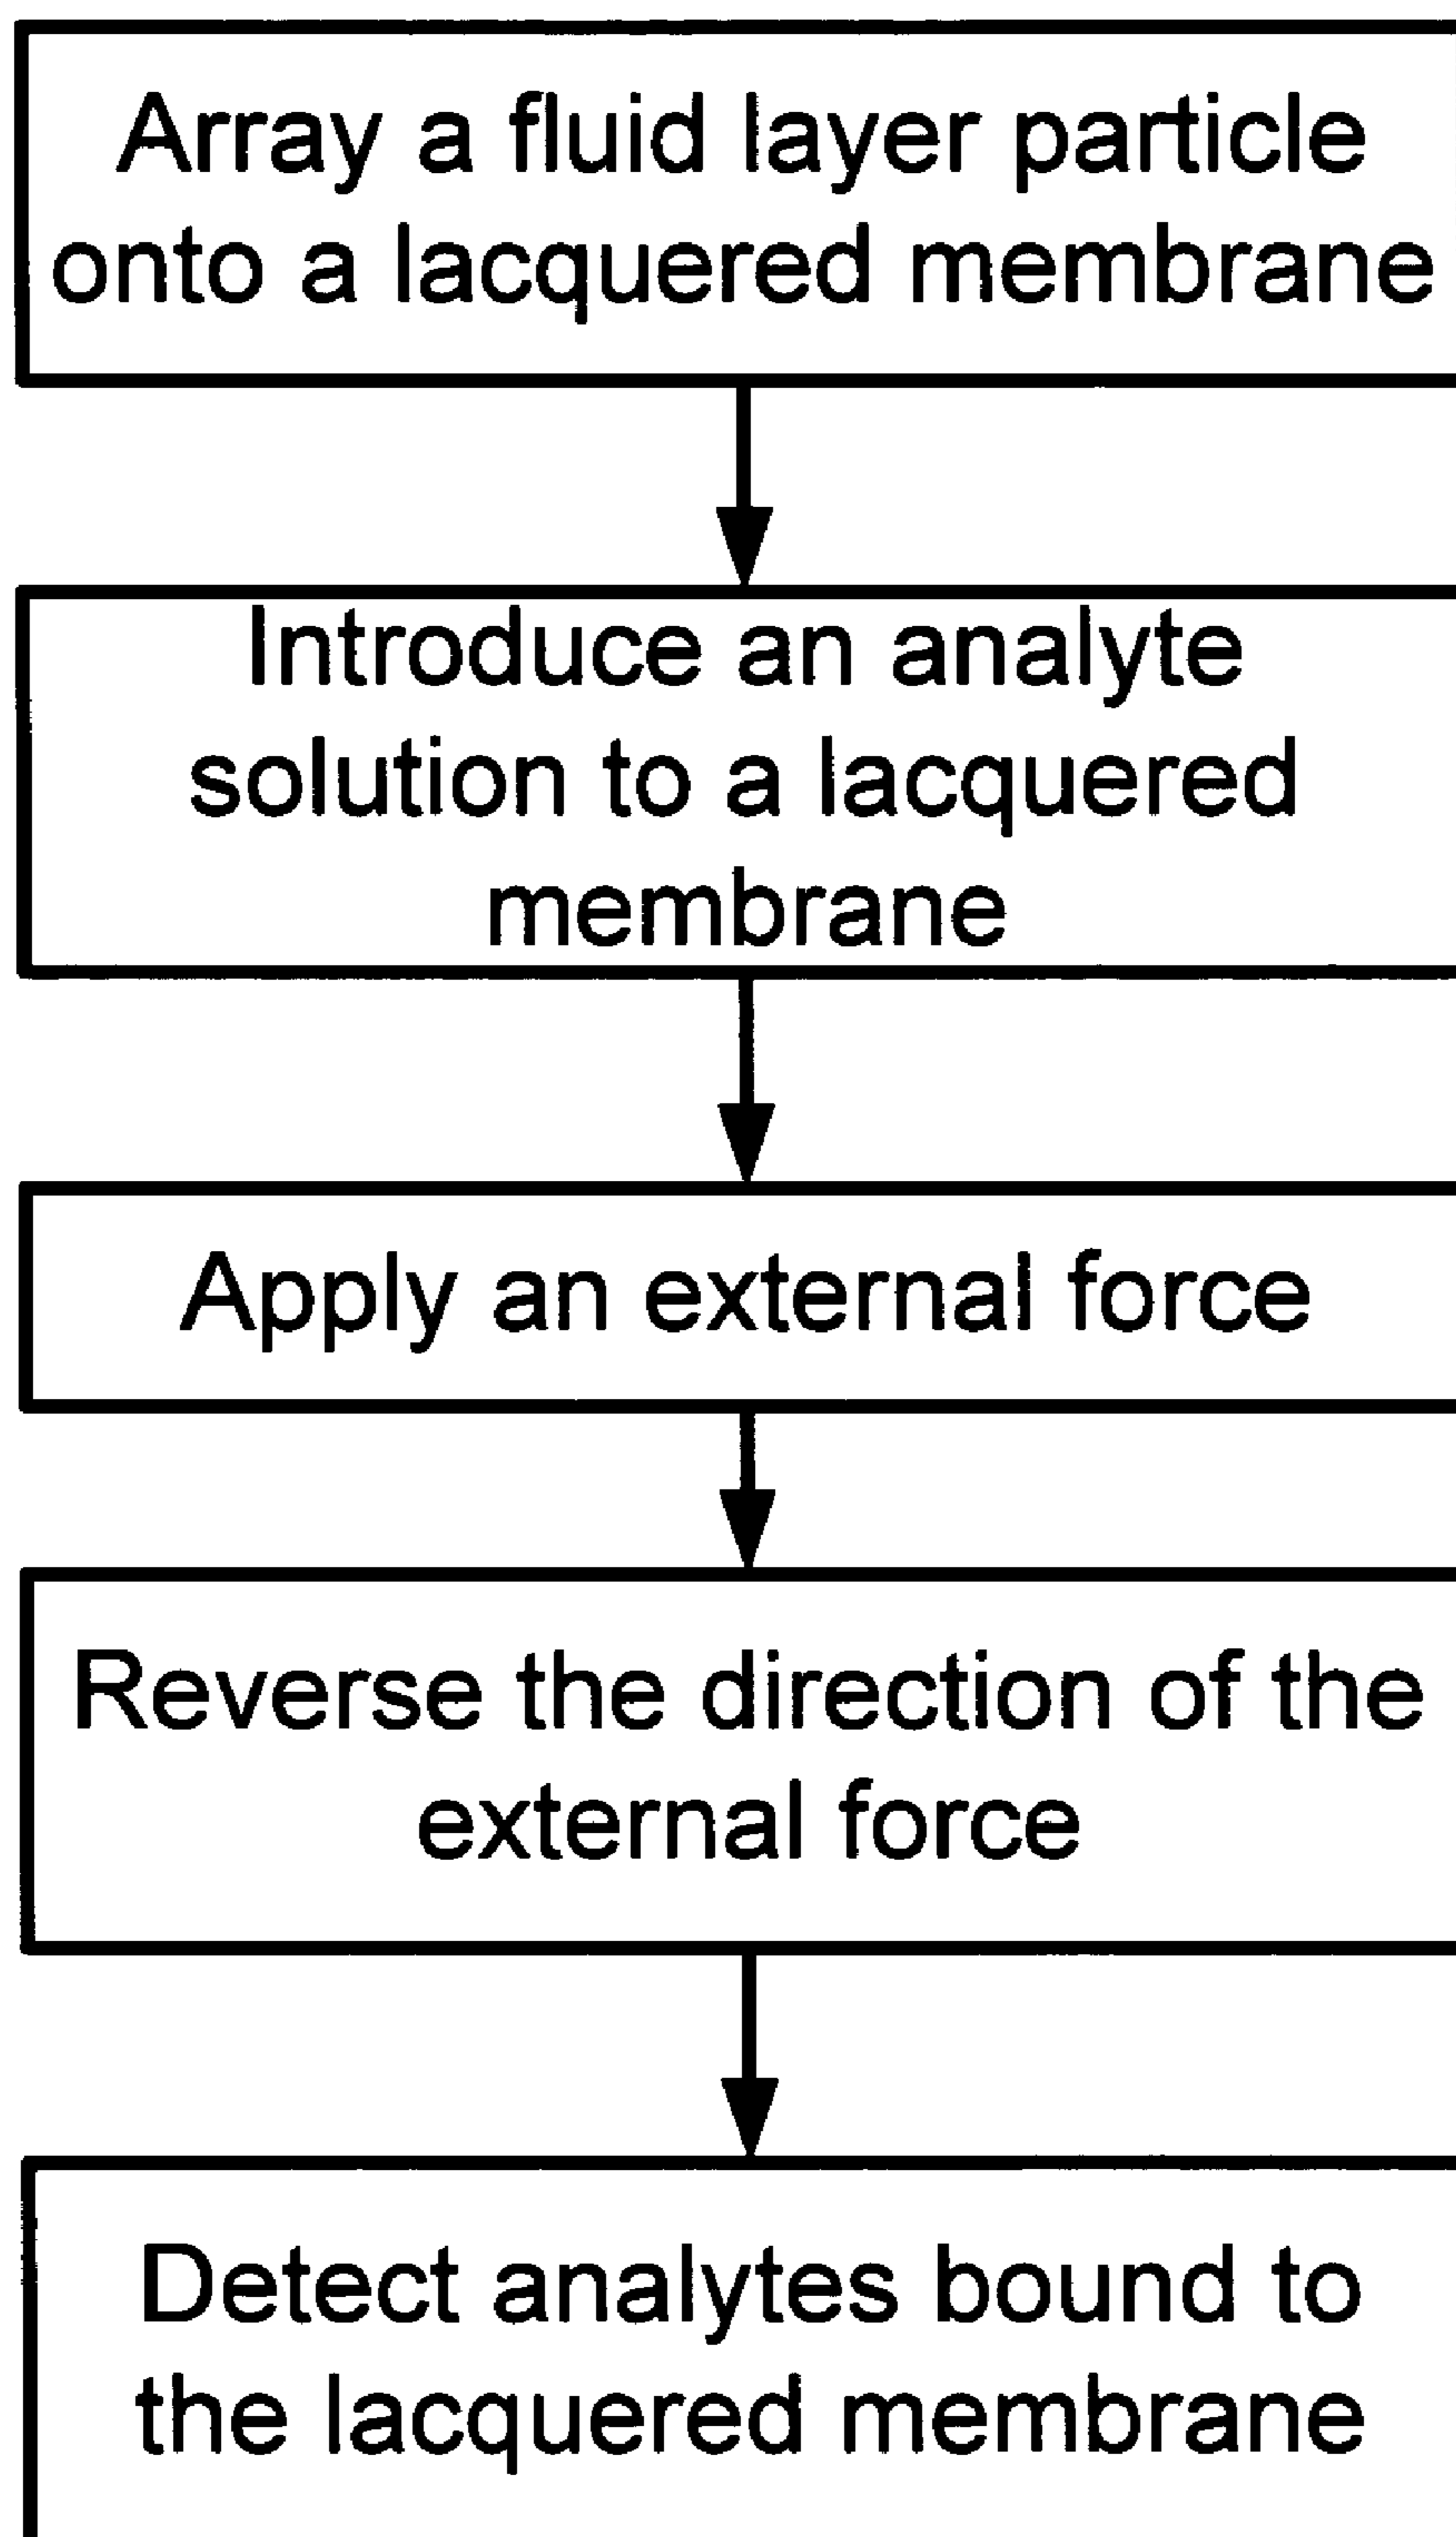 Array a fluid layer particle
onto a lacquered membrane
Introduce an analyte
solution to a lacquered
membrane
Apply an external force
Reverse the direction of the
external force
Detect analytes bound to
the lacquered membrane